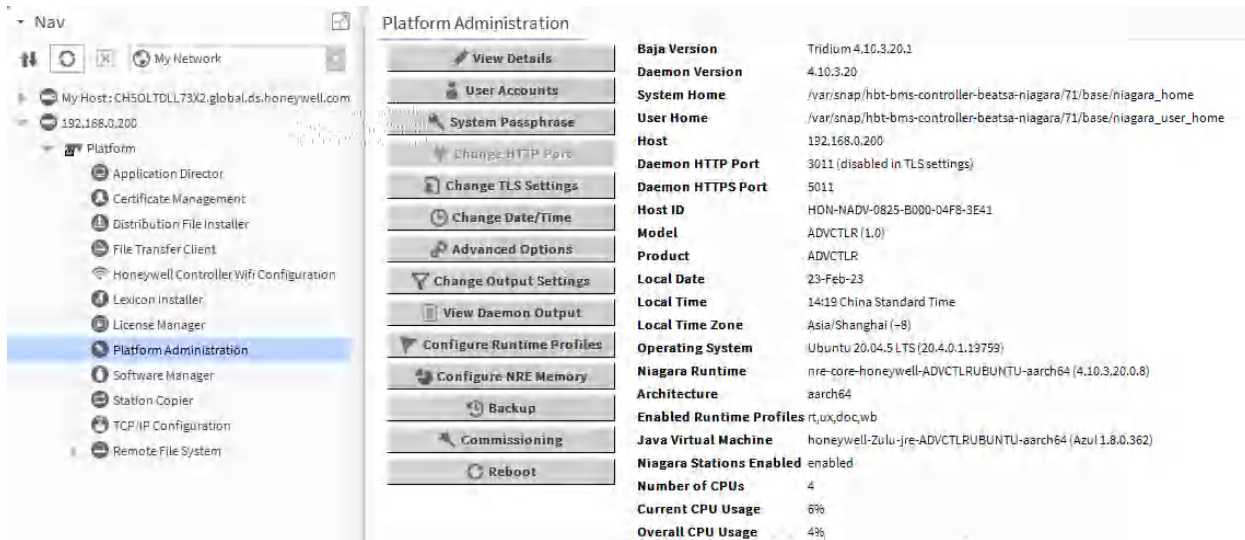 Nav
My Network
My Host: CH5OLTDLL73X2.global.ds.honeywell.com
192.168.0.200
Platform
Application Director
Certificate Management
Distribution File Installer
File Transfer Client
Honeywell Controller Wifi Configuration
Lexicon Installer
License Manager
Platform Administration
Software Manager
Station Copier
TCP/IP Configuration
Remote File System
Platform Administration
View Details
User Accounts
System Passphrase
Change HTTP Port
Change TLS Settings
Change Date/Time
Advanced Options
Change Output Settings
View Daemon Output
Configure Runtime Profiles
Configure NRE Memory
Backup
Commissioning
Reboot
Baja Version Tridium 4.10.3.20.1
Daemon Version 4.10.3.20
System Home /var/snap/hbt-bms-controller-beatsa-niagara/71/base/niagara_home
User Home /var/snap/hbt-bms-controller-beatsa-niagara/71/base/niagara_user_home
Host 192.168.0.200
Daemon HTTP Port 3011 (disabled in TLS settings)
Daemon HTTPS Port 5011
Host ID HON-NADV-0825-B000-04F8-3E41
Model ADVCTLR (1.0)
Product ADVCTLR
Local Date 23-Feb-23
Local Time 14:19 China Standard Time
Local Time Zone Asia/Shanghai (+8)
Operating System Ubuntu 20.04.5 LTS (20.4.0.1.19759)
Niagara Runtime nre-core-honeywell-ADVCTLRUBUNTU-aarch64 (4.10.3.20.0.8)
Architecture aarch64
Enabled Runtime Profiles rt,ux,doc,wb
Java Virtual Machine honeywell-Zulu-jre-ADVCTLRUBUNTU-aarch64 (Azul 1.8.0.362)
Niagara Stations Enabled enabled
Number of CPUs 4
Current CPU Usage 6%
Overall CPU Usage 4%